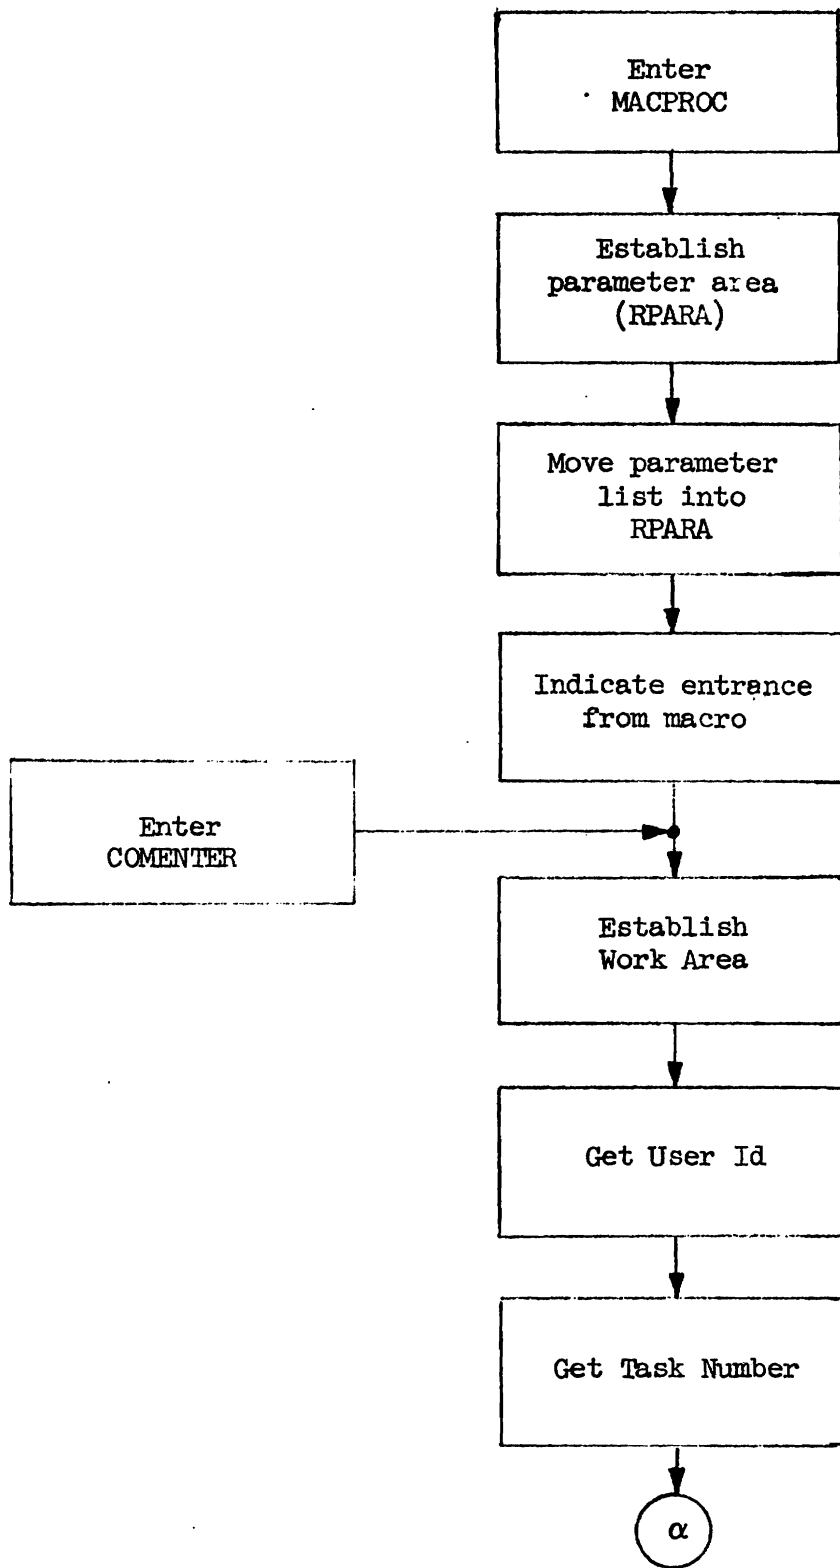 Enter
MACPROC
Establish
parameter area
(RPARA)
Move parameter
list into
RPARA
Indicate entrance
from macro
Enter
COMENTER
Establish
Work Area
Get User Id
Get Task Number
α